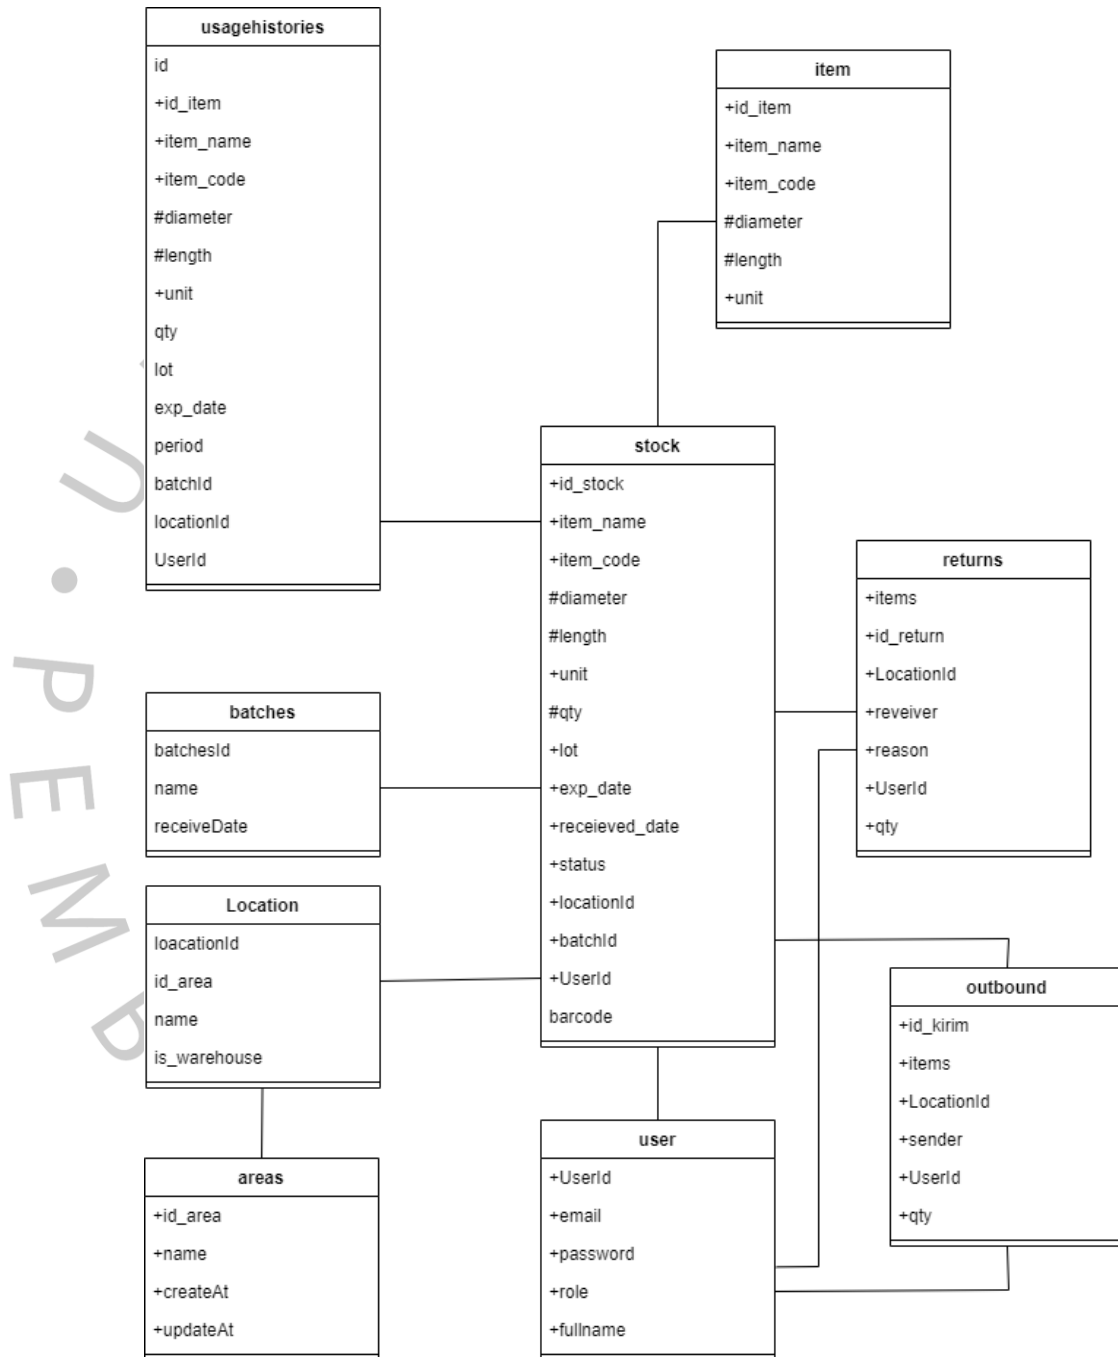 usagehistories
id
+id_item
+item_name
+item_code
#diameter
#length
+unit
qty
lot
exp_date
period
batchId
locationId
UserId
item
+id_item
+item_name
+item_code
#diameter
#length
+unit
stock
+id_stock
+item_name
+item_code
#diameter
#length
+unit
#qty
+lot
+exp_date
+receieved_date
+status
+locationId
+batchId
+UserId
barcode
returns
+items
+id_return
+LocationId
+reveiver
+reason
+UserId
+qty
batches
batchesId
name
receiveDate
Location
loacationId
id_area
name
is_warehouse
outbound
+id_kirim
+items
+LocationId
+sender
+UserId
+qty
areas
+id_area
+name
+createAt
+updateAt
user
+UserId
+email
+password
+role
+fullname
U • PEMB